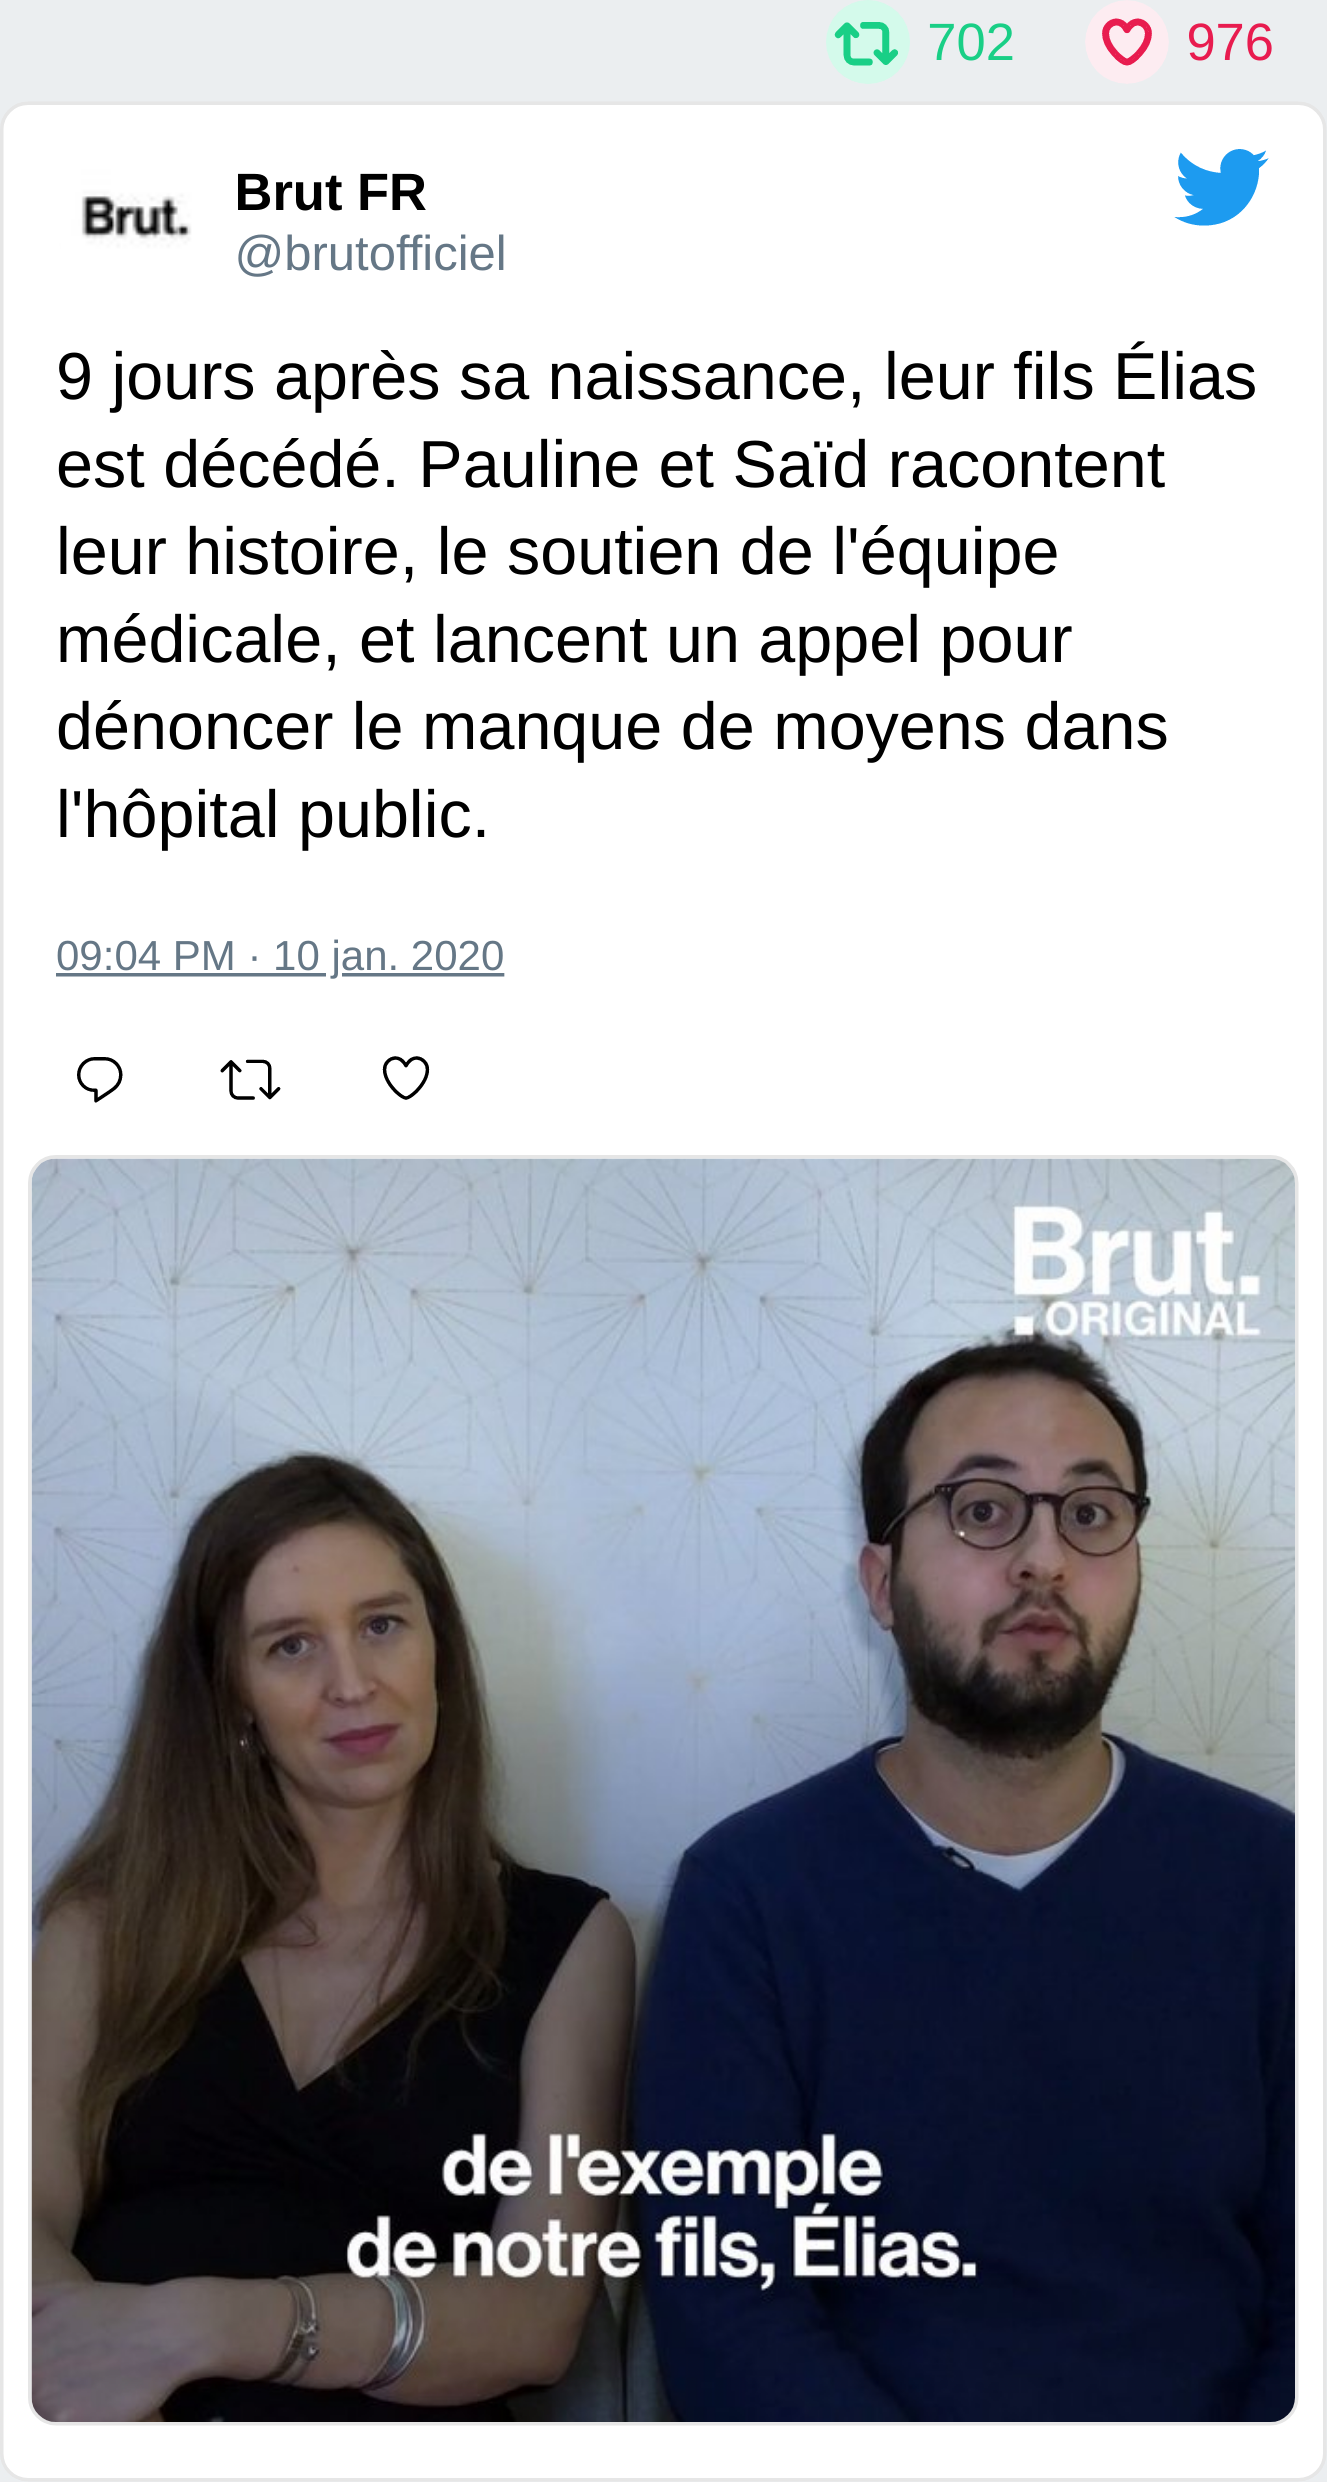 702 976
Brut.
Brut FR
@brutofficiel
9 jours après sa naissance, leur fils Élias
est décédé. Pauline et Saïd racontent
leur histoire, le soutien de l'équipe
médicale, et lancent un appel pour
dénoncer le manque de moyens dans
l'hôpital public.
09:04 PM · 10 jan. 2020
Brut.
ORIGINAL
de l'exemple
de notre fils, Élias.